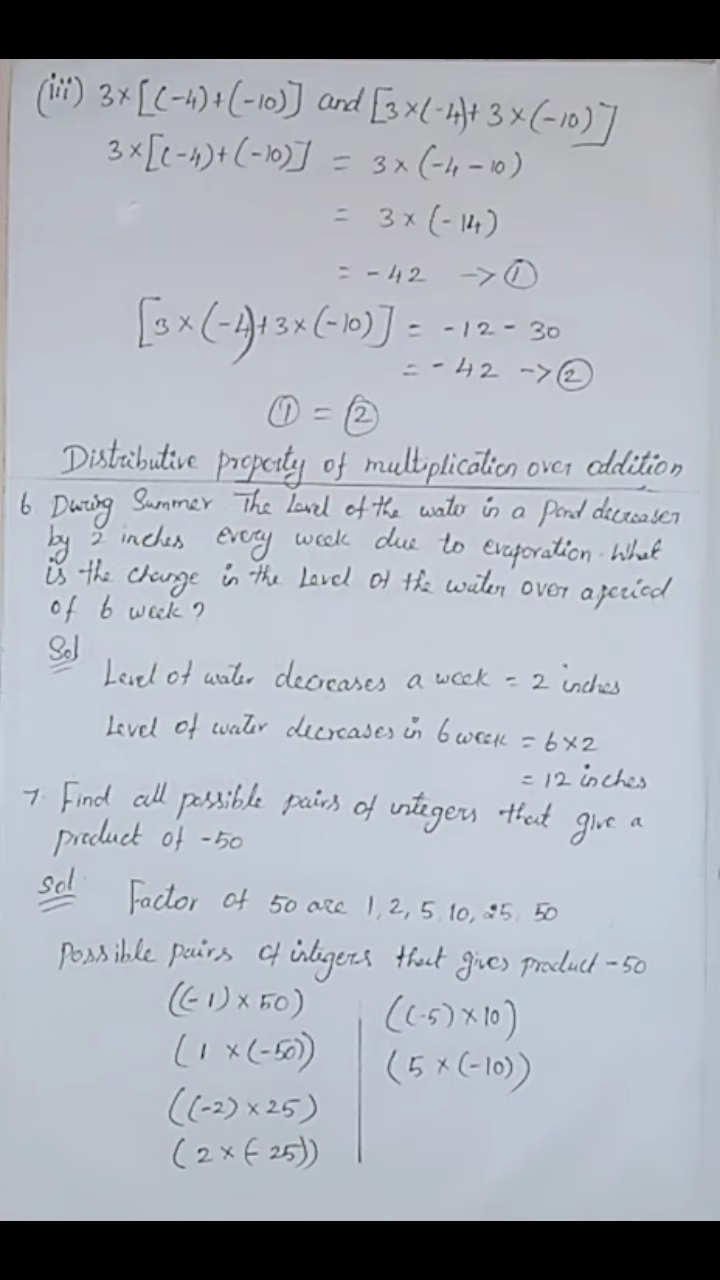 (iii) 3×[(-4)+(-10)] and [3×(-4)+3×(-10)]
3×[(-4)+(-10)] = 3×(-4-10)
= 3×(-14)
= -42 -> ①
[3×(-4)+3×(-10)] = -12-30
= -42 -> ②
① = ②
Distributive property of multiplication over addition
6 During Summer The Level of the water in a Pond decreases
by 2 inches every week due to evaporation. What
is the change in the Level of the water over a period
of 6 week?
Sol
Level of water decreases a week = 2 inches
Level of water decreases in 6 week = 6×2
= 12 inches
7. Find all possible pairs of integers that give a
product of -50
Sol
Factor of 50 are 1, 2, 5, 10, 25, 50
Possible pairs of integers that gives product -50
((-1)×50)
(1×(-50))
((-2)×25)
(2×(-25))
((-5)×10)
(5×(-10))